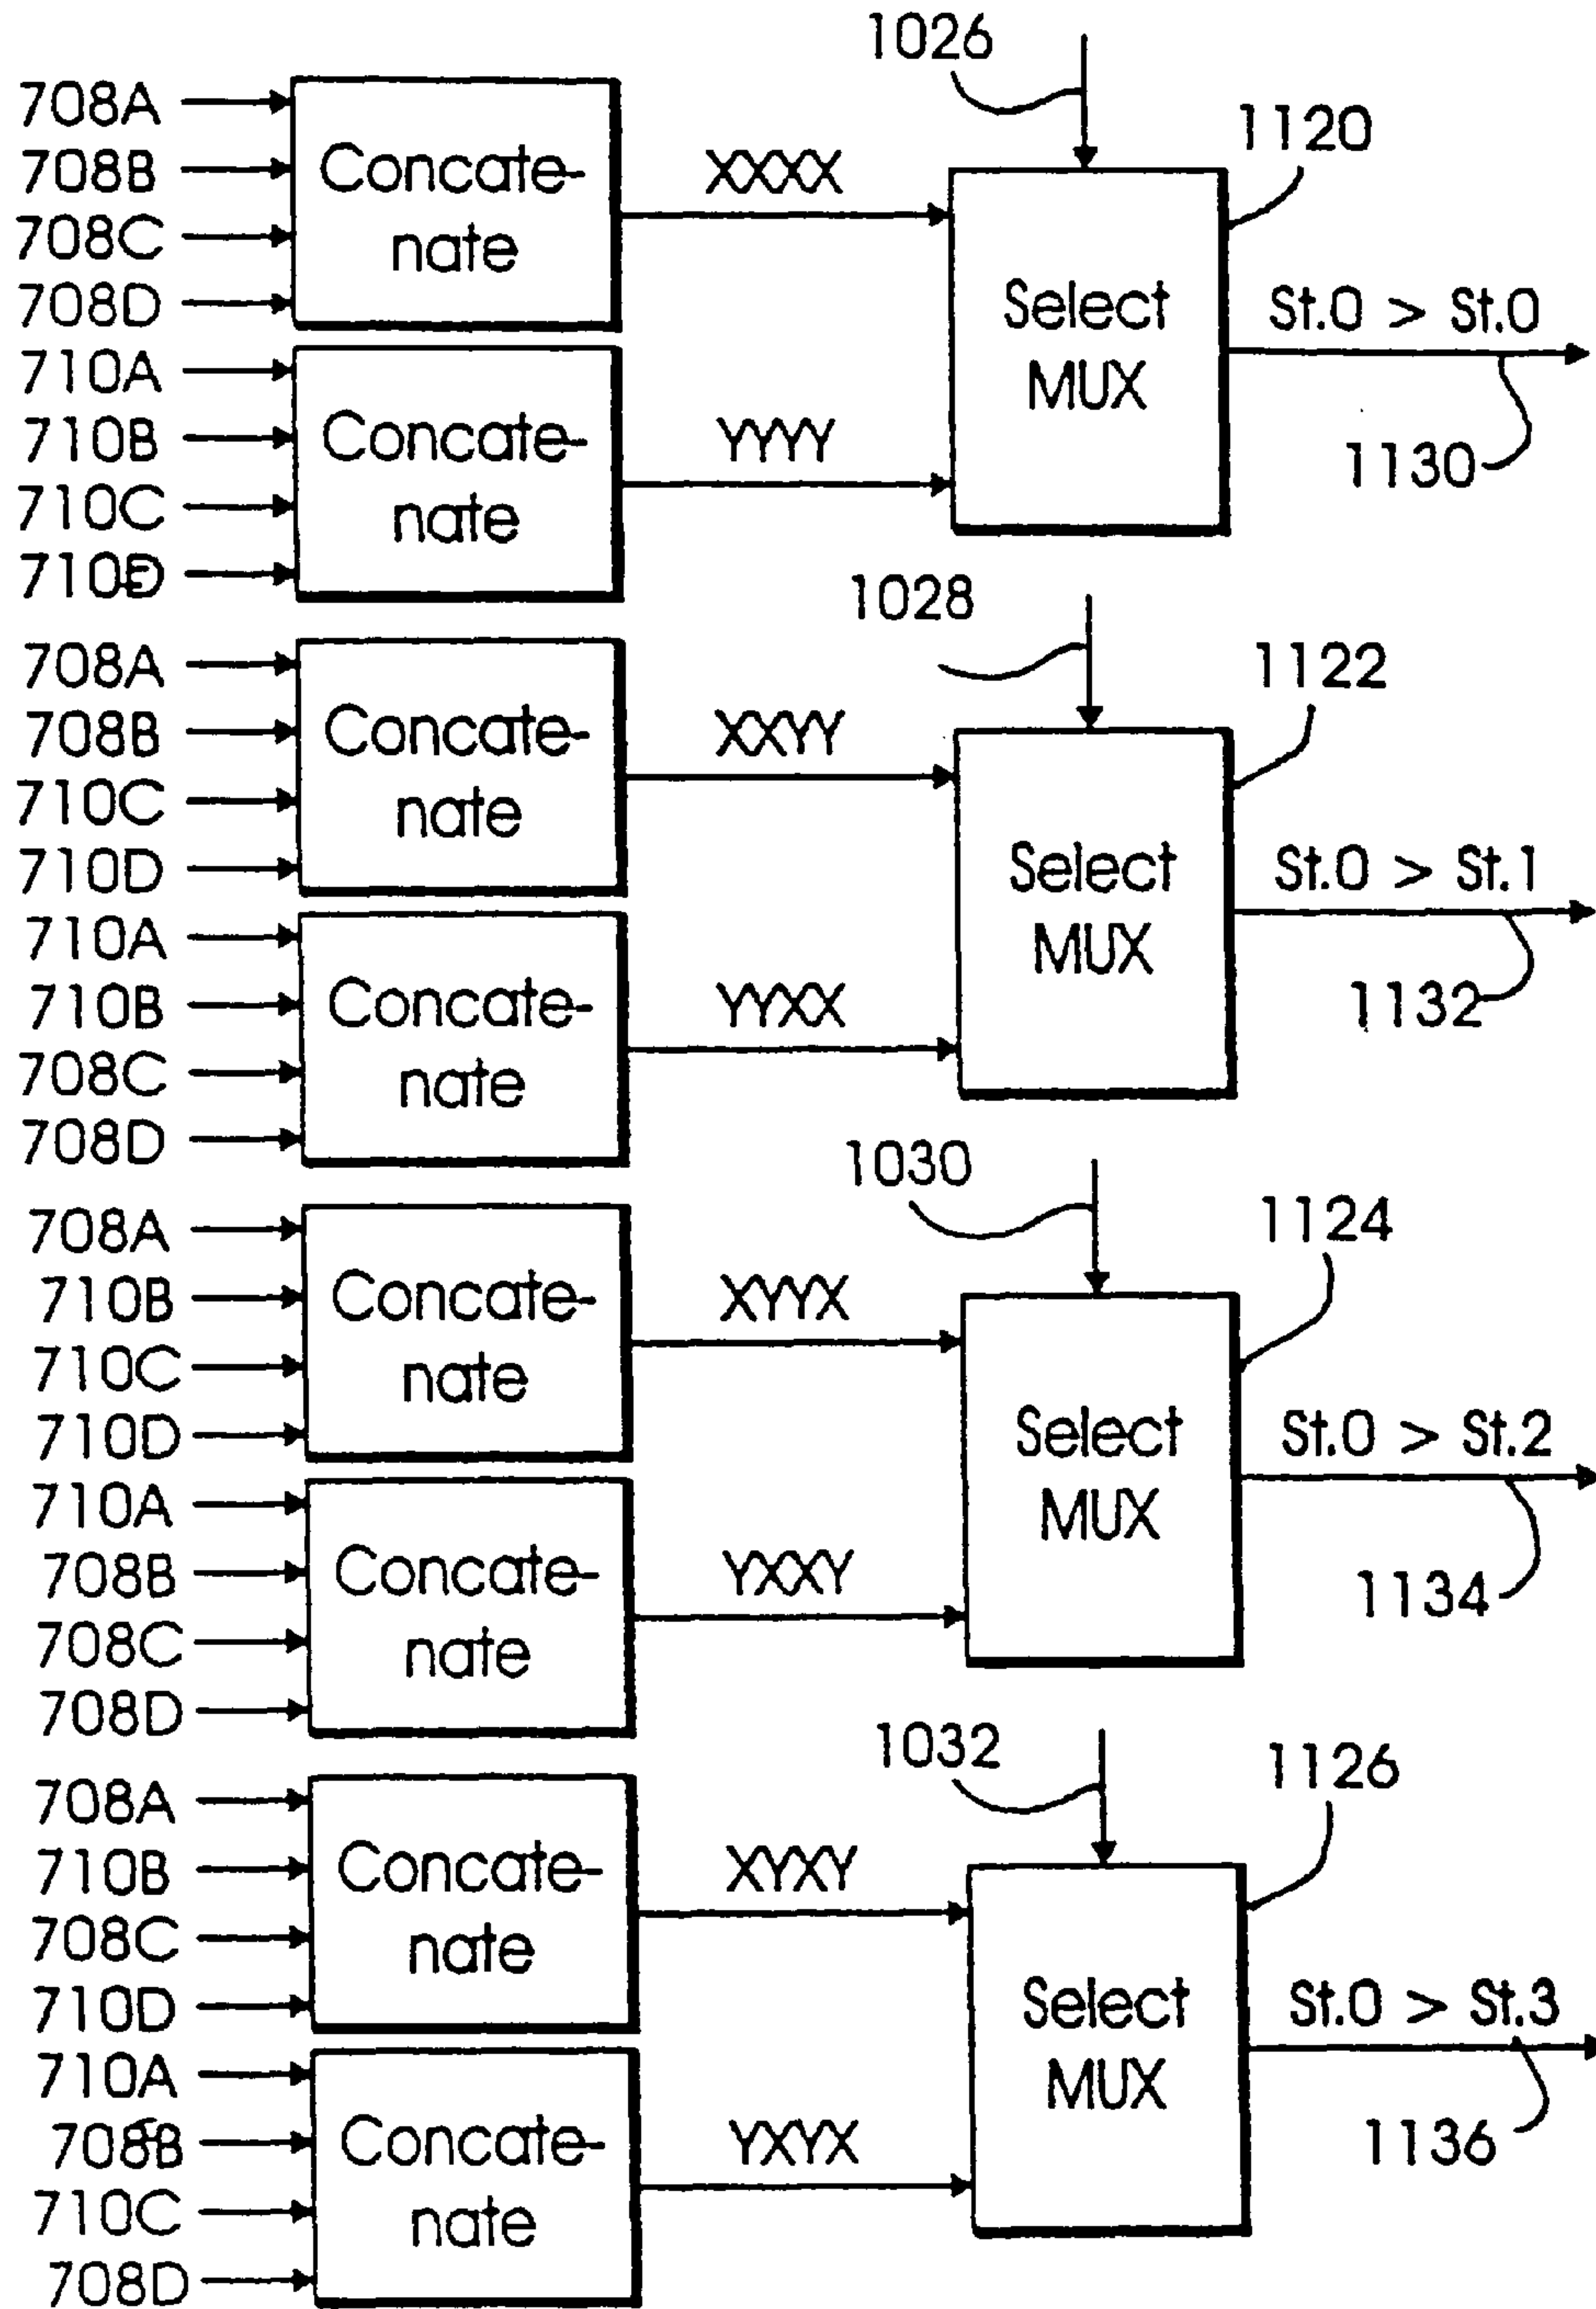 1026
708A
708B
708C
708D
Concate-
nate
XXXX
1120
Select
MUX
St.0 > St.0
1130
710A
710B
710C
710D
Concate-
nate
YYYY
1028
708A
708B
710C
710D
Concate-
nate
XXYY
1122
Select
MUX
St.0 > St.1
1132
710A
710B
708C
708D
Concate-
nate
YYXX
1030
708A
710B
710C
710D
Concate-
nate
XYYX
1124
Select
MUX
St.0 > St.2
1134
710A
708B
708C
708D
Concate-
nate
YXXY
1032
708A
710B
708C
710D
Concate-
nate
XYXY
1126
Select
MUX
St.0 > St.3
1136
710A
708B
710C
708D
Concate-
nate
YXYX